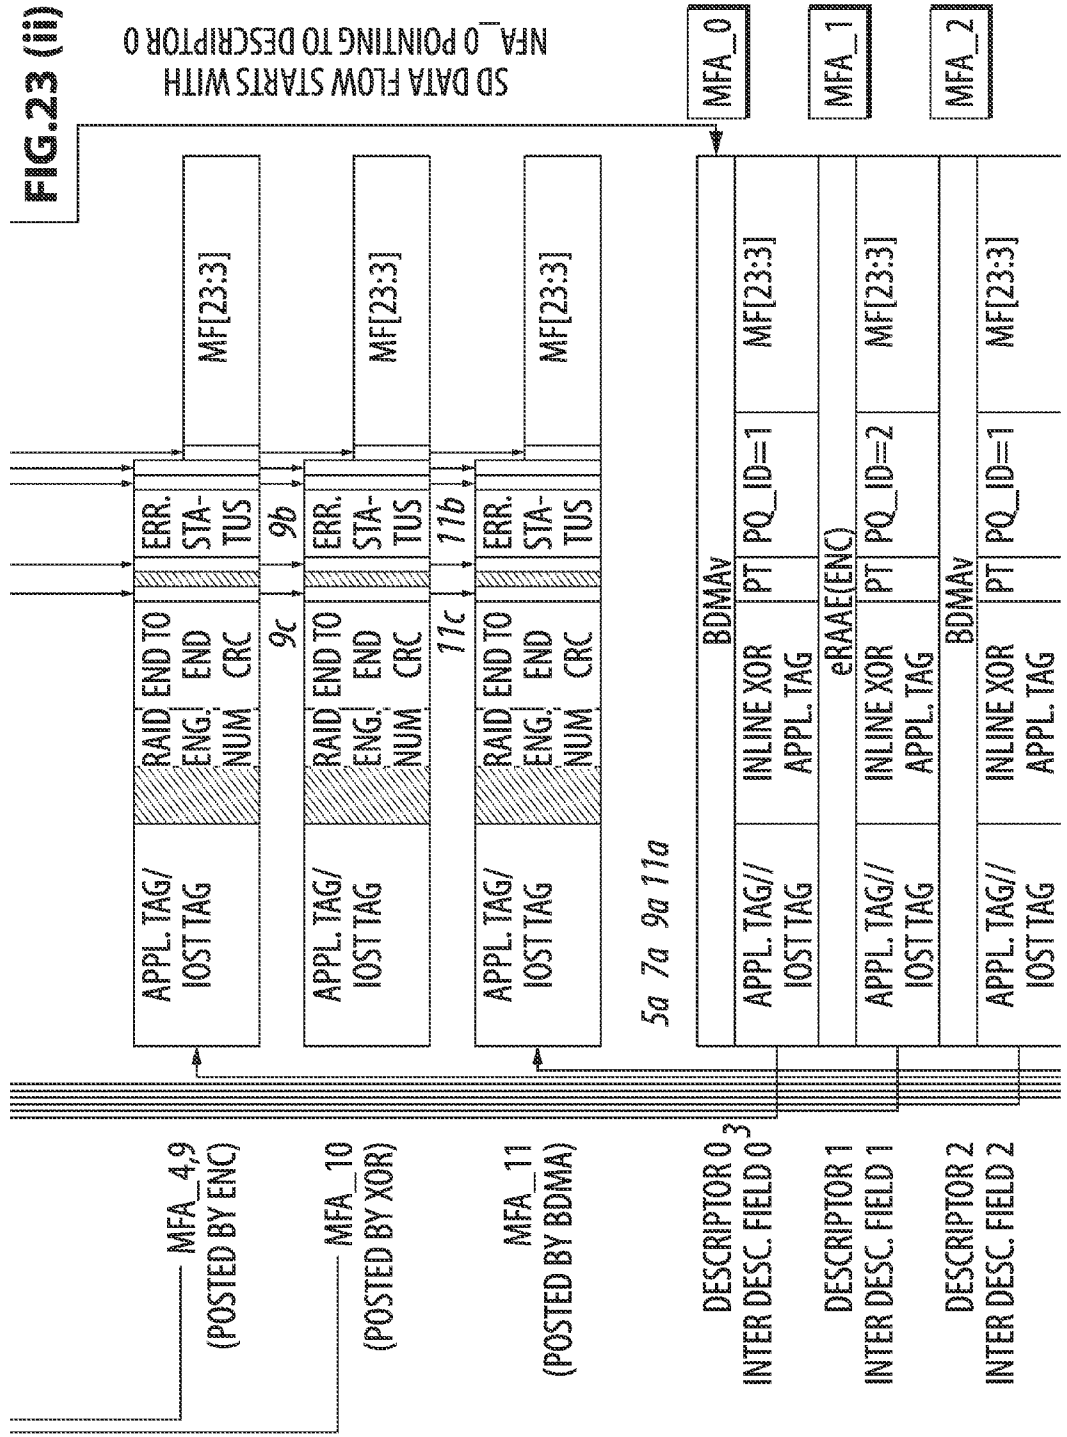 FIG.23 (ii)
SD DATA FLOW STARTS WITH
NFA_0 POINTING TO DESCRIPTOR 0
MFA_4,9
(POSTED BY ENC)
APPL. TAG/
IOST TAG
RAID
ENG.
NUM
END TO
END
CRC
ERR.
STA-
TUS
MF[23:3]
9c
9b
MFA_10
(POSTED BY XOR)
APPL. TAG/
IOST TAG
RAID
ENG.
NUM
END TO
END
CRC
ERR.
STA-
TUS
MF[23:3]
11c
11b
MFA_11
(POSTED BY BDMA)
APPL. TAG/
IOST TAG
RAID
ENG.
NUM
END TO
END
CRC
ERR.
STA-
TUS
MF[23:3]
5a 7a 9a 11a
DESCRIPTOR 0
BDMAv
MFA_0
INTER DESC. FIELD 0
3
APPL. TAG//
IOST TAG
INLINE XOR
APPL. TAG
PT
PQ_ID=1
MF[23:3]
DESCRIPTOR 1
eRAAE(ENC)
MFA_1
INTER DESC. FIELD 1
APPL. TAG//
IOST TAG
INLINE XOR
APPL. TAG
PT
PQ_ID=2
MF[23:3]
DESCRIPTOR 2
BDMAv
MFA_2
INTER DESC. FIELD 2
APPL. TAG//
IOST TAG
INLINE XOR
APPL. TAG
PT
PQ_ID=1
MF[23:3]